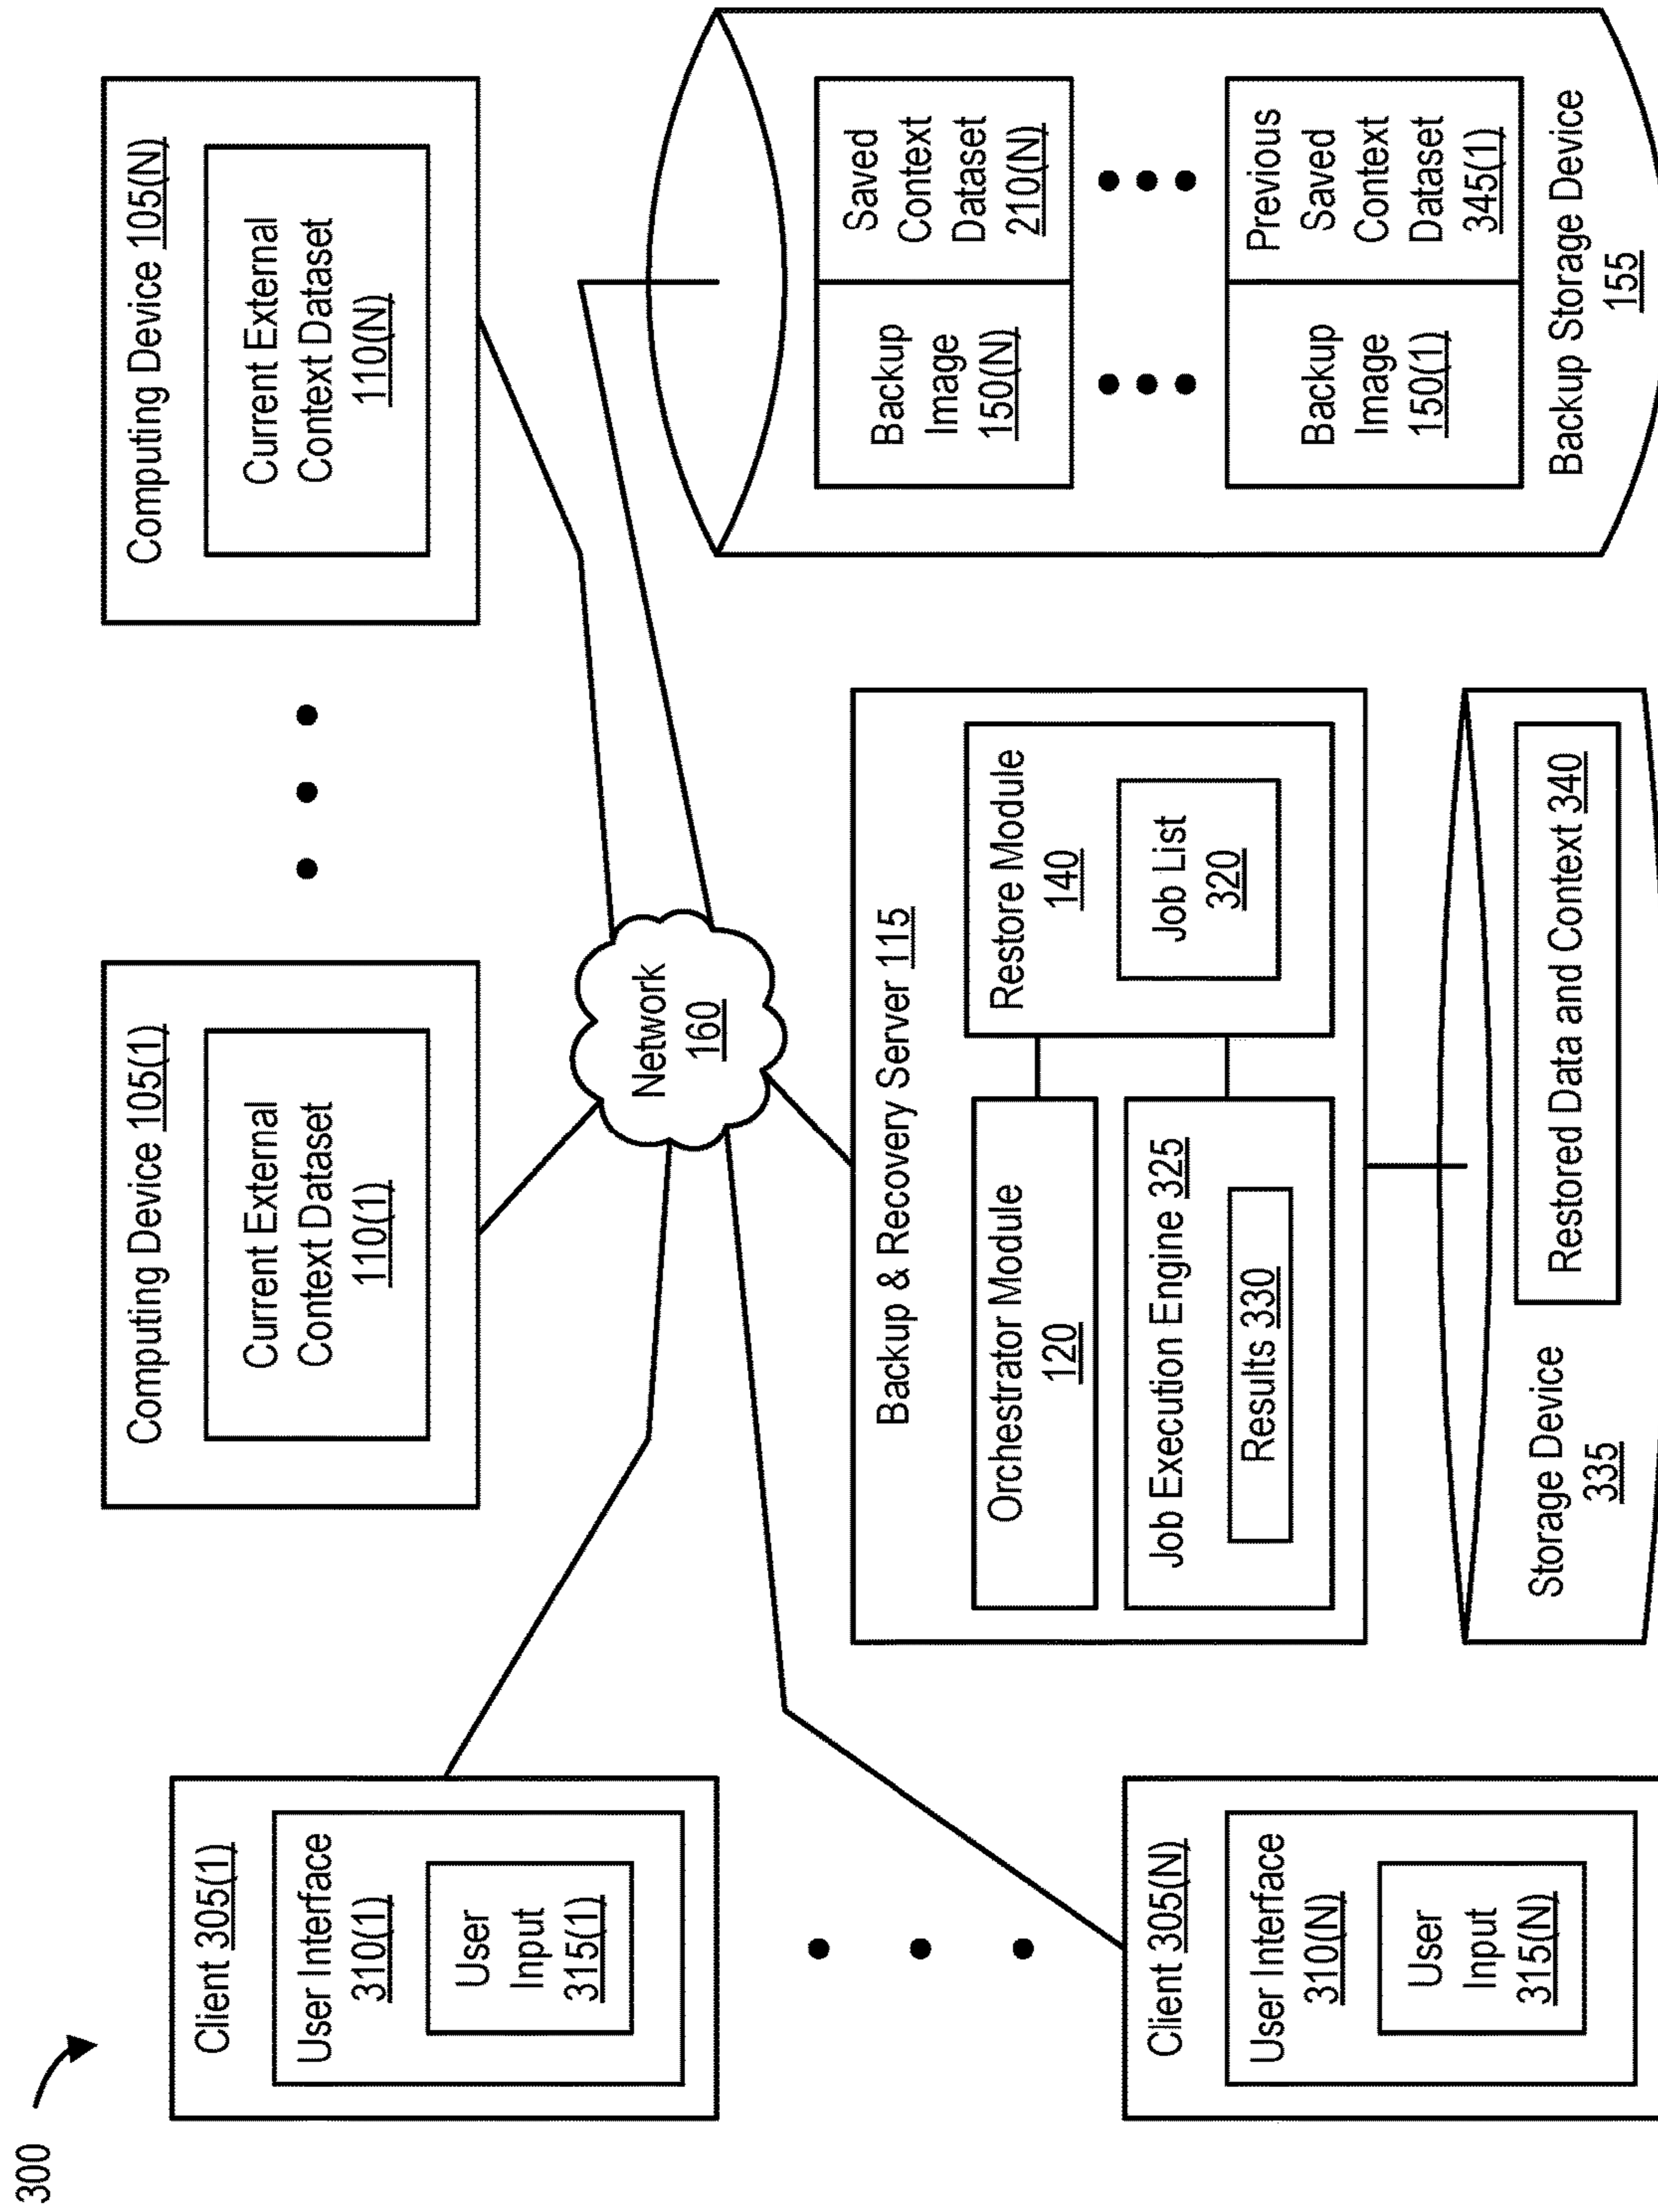 300
Client 305(1)
User Interface
310(1)
User
Input
315(1)
Client 305(N)
User Interface
310(N)
User
Input
315(N)
Computing Device 105(1)
Current External
Context Dataset
110(1)
Computing Device 105(N)
Current External
Context Dataset
110(N)
Network
160
Backup & Recovery Server 115
Orchestrator Module
120
Job Execution Engine 325
Results 330
Restore Module
140
Job List
320
Storage Device
335
Restored Data and Context 340
Backup
Image
150(N)
Saved
Context
Dataset
210(N)
Backup
Image
150(1)
Previous
Saved
Context
Dataset
345(1)
Backup Storage Device
155